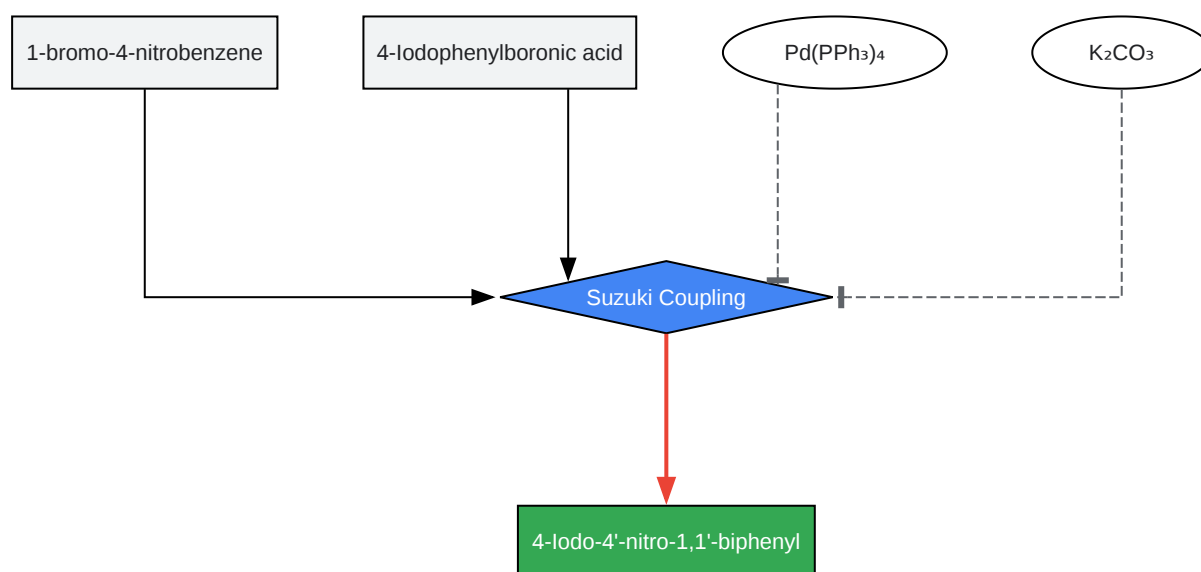 1-bromo-4-nitrobenzene
4-Iodophenylboronic acid
Pd(PPh₃)₄
K₂CO₃
Suzuki Coupling
4-Iodo-4'-nitro-1,1'-biphenyl